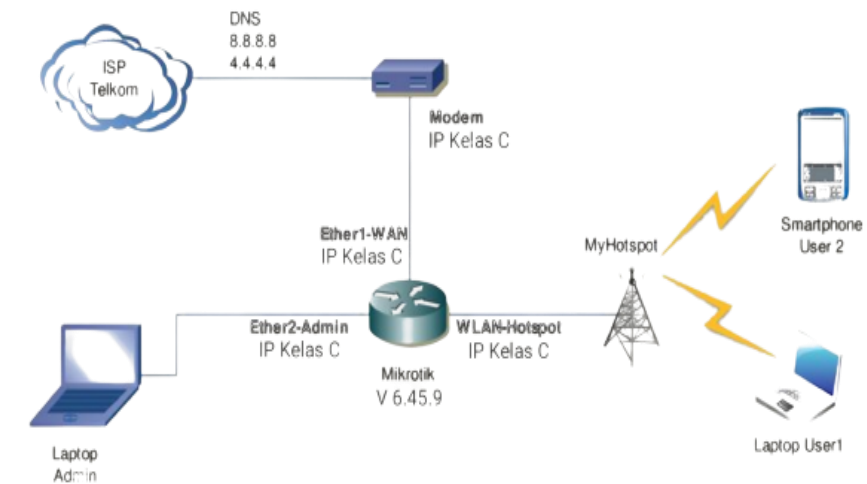 DNS
8.8.8.8
4.4.4.4
ISP
Telkom
Modem
IP Kelas C
Ether1-WAN
IP Kelas C
MyHotspot
Smartphone
User 2
Ether2-Admin
IP Kelas C
WLAN-Hotspot
IP Kelas C
Mikrotik
V 6.45.9
Laptop
Admin
Laptop User1